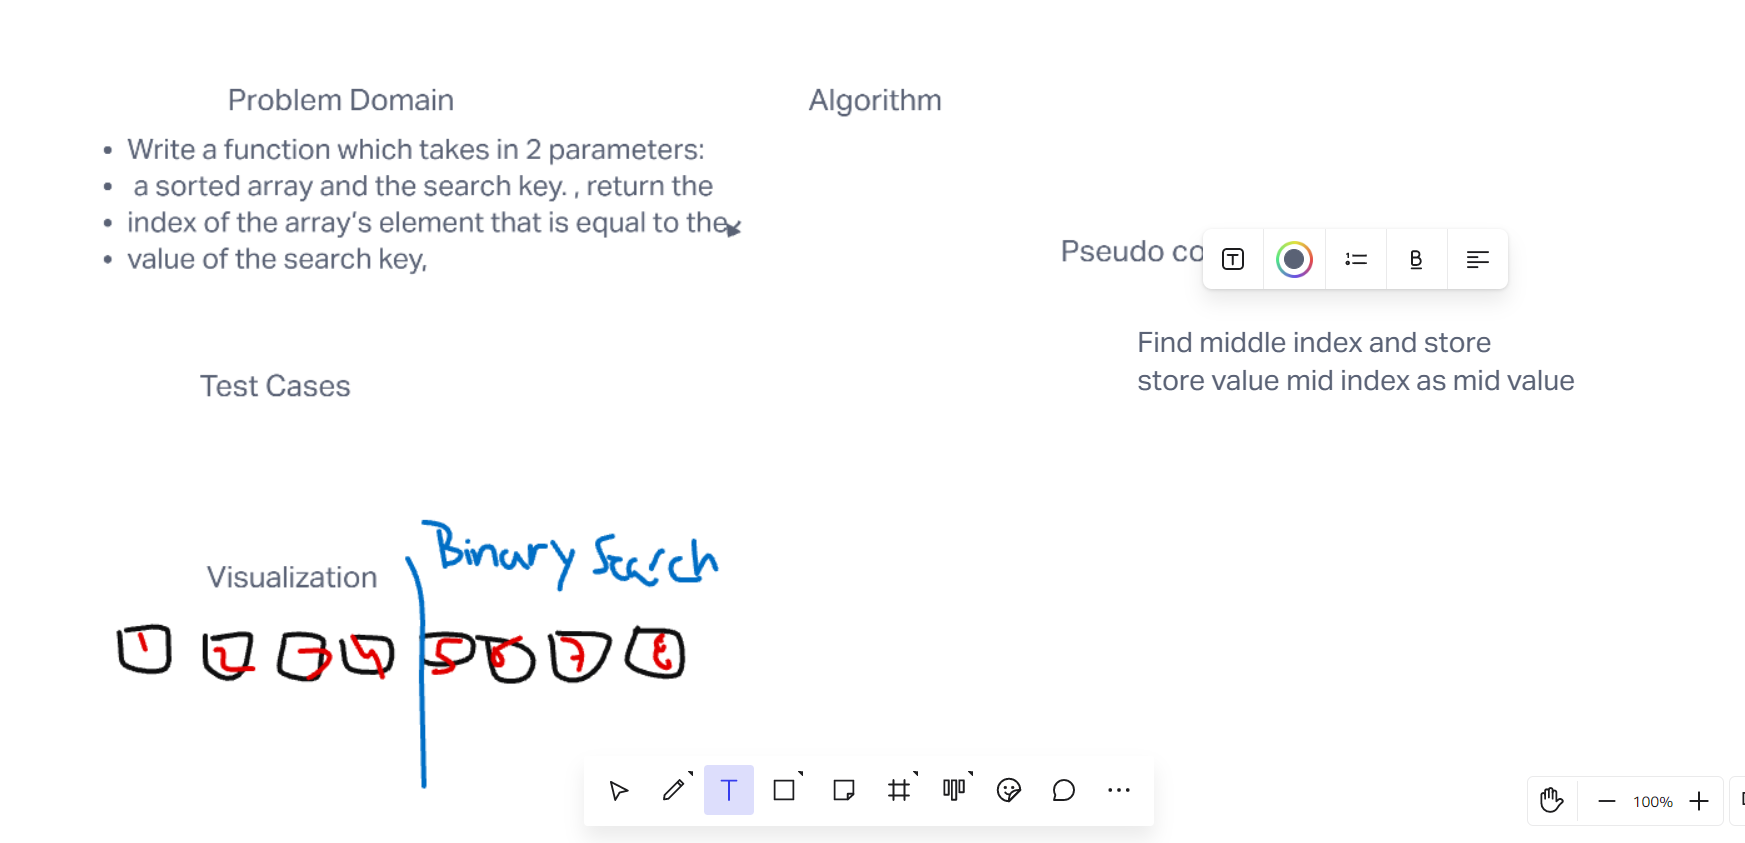 Problem Domain
• Write a function which takes in 2 parameters:
• a sorted array and the search key. , return the
• index of the array's element that is equal to the
• value of the search key,
Algorithm
Pseudo co
T
1
B
Find middle index and store
store value mid index as mid value
Test Cases
Visualization
Binary Search
1 2 3 4 5 6 7 8
T
100%